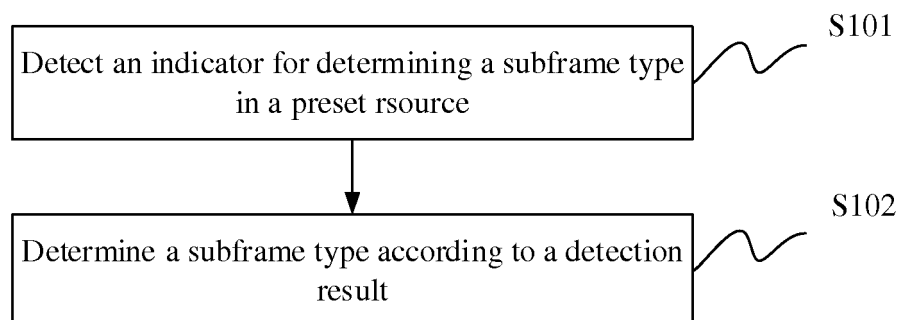 S101
Detect an indicator for determining a subframe type
in a preset rsource
S102
Determine a subframe type according to a detection
result